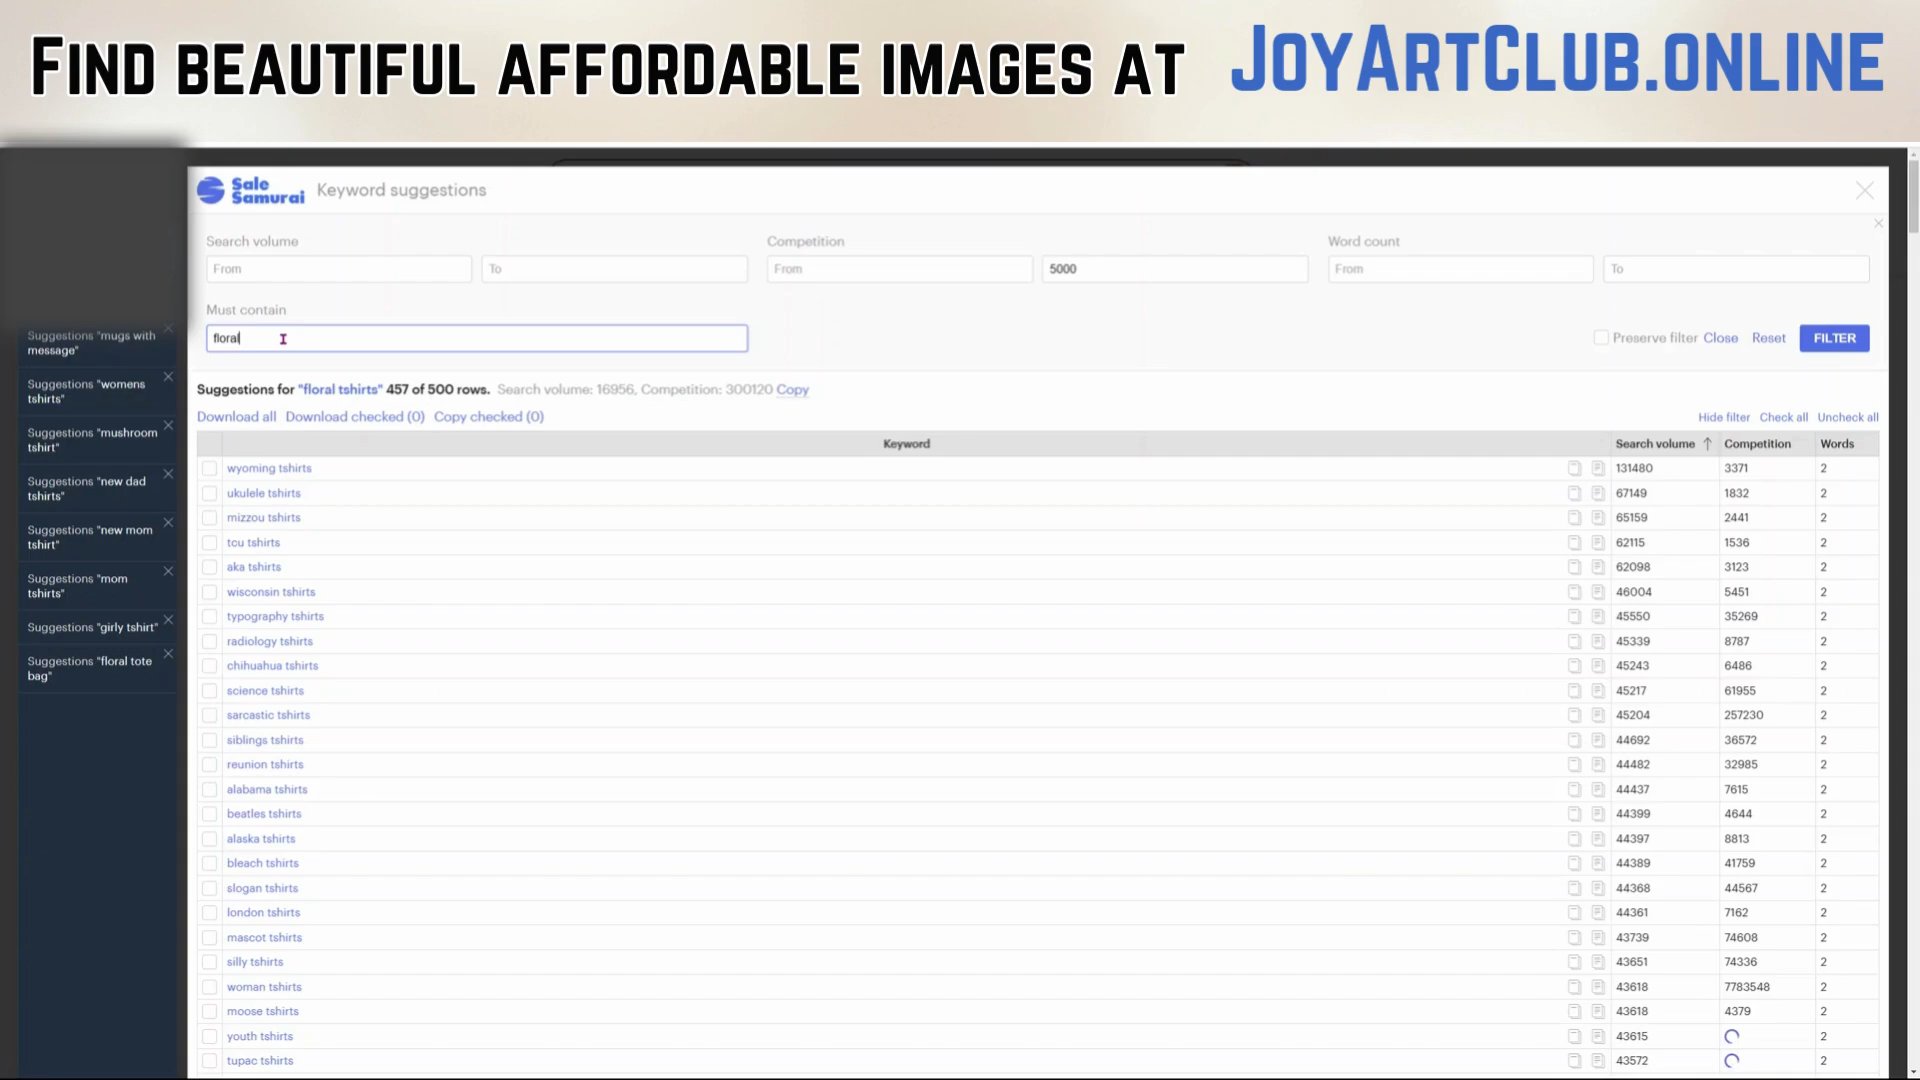 Find beautiful affordable images at JoyArtClub.online
Sale Samurai Keyword suggestions
Search volume Competition Word count
From To From 5000 From To
Must contain
floral Preserve filter Close Reset FILTER
Suggestions for "floral tshirts" 457 of 500 rows. Search volume: 16956, Competition: 300120 Copy
Download all Download checked (0) Copy checked (0) Hide filter Check all Uncheck all
Keyword Search volume Competition Words
wyoming tshirts 131480 3371 2
ukulele tshirts 67149 1832 2
mizzou tshirts 65159 2441 2
tcu tshirts 62115 1536 2
aka tshirts 62098 3123 2
wisconsin tshirts 46004 5451 2
typography tshirts 45550 35269 2
radiology tshirts 45339 8787 2
chihuahua tshirts 45243 6486 2
science tshirts 45217 61955 2
sarcastic tshirts 45204 257230 2
siblings tshirts 44692 36572 2
reunion tshirts 44482 32985 2
alabama tshirts 44437 7615 2
beatles tshirts 44399 4644 2
alaska tshirts 44397 8813 2
bleach tshirts 44389 41759 2
slogan tshirts 44368 44567 2
london tshirts 44361 7162 2
mascot tshirts 43739 74608 2
silly tshirts 43651 74336 2
woman tshirts 43618 7783548 2
moose tshirts 43618 4379 2
youth tshirts 43615 2
tupac tshirts 43572 2
Suggestions "mugs with
message"
Suggestions "womens
tshirts"
Suggestions "mushroom
tshirt"
Suggestions "new dad
tshirts"
Suggestions "new mom
tshirt"
Suggestions "mom
tshirts"
Suggestions "girly tshirt"
Suggestions "floral tote
bag"